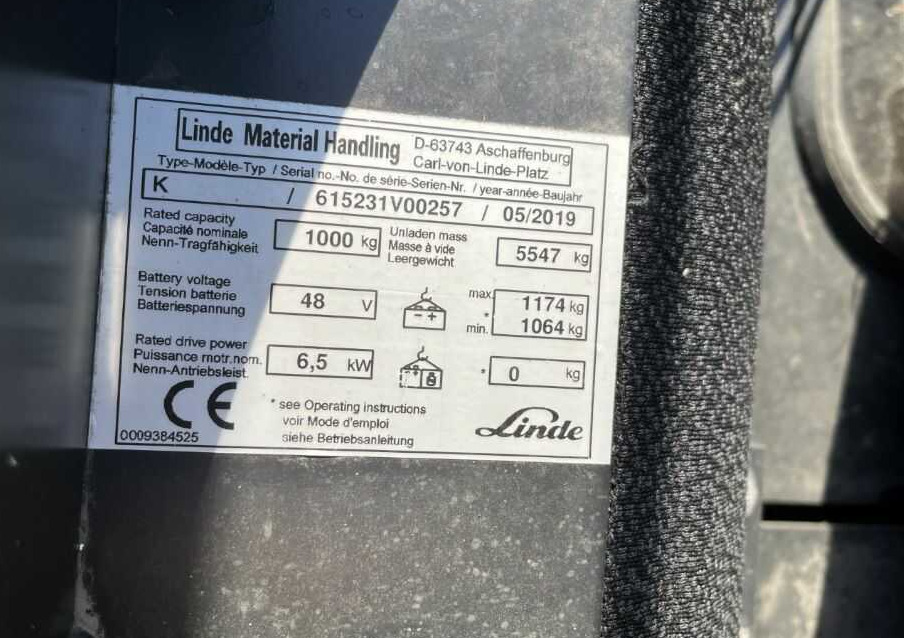 Linde Material Handling
D-63743 Aschaffenburg
Carl-von-Linde-Platz
Type-Modèle-Typ / Serial no.-No. de série-Serien-Nr. / year-année-Baujahr
K / 615231V00257 / 05/2019
Rated capacity
Capacité nominale
Nenn-Tragfähigkeit
1000 kg
Unladen mass
Masse à vide
Leergewicht
5547 kg
Battery voltage
Tension batterie
Batteriespannung
48 V
- +
max. 1174 kg
*
min. 1064 kg
Rated drive power
Puissance motr.nom.
Nenn-Antriebsleist.
6,5 kW
* 0 kg
CE
0009384525
* see Operating instructions
voir Mode d'emploi
siehe Betriebsanleitung
Linde